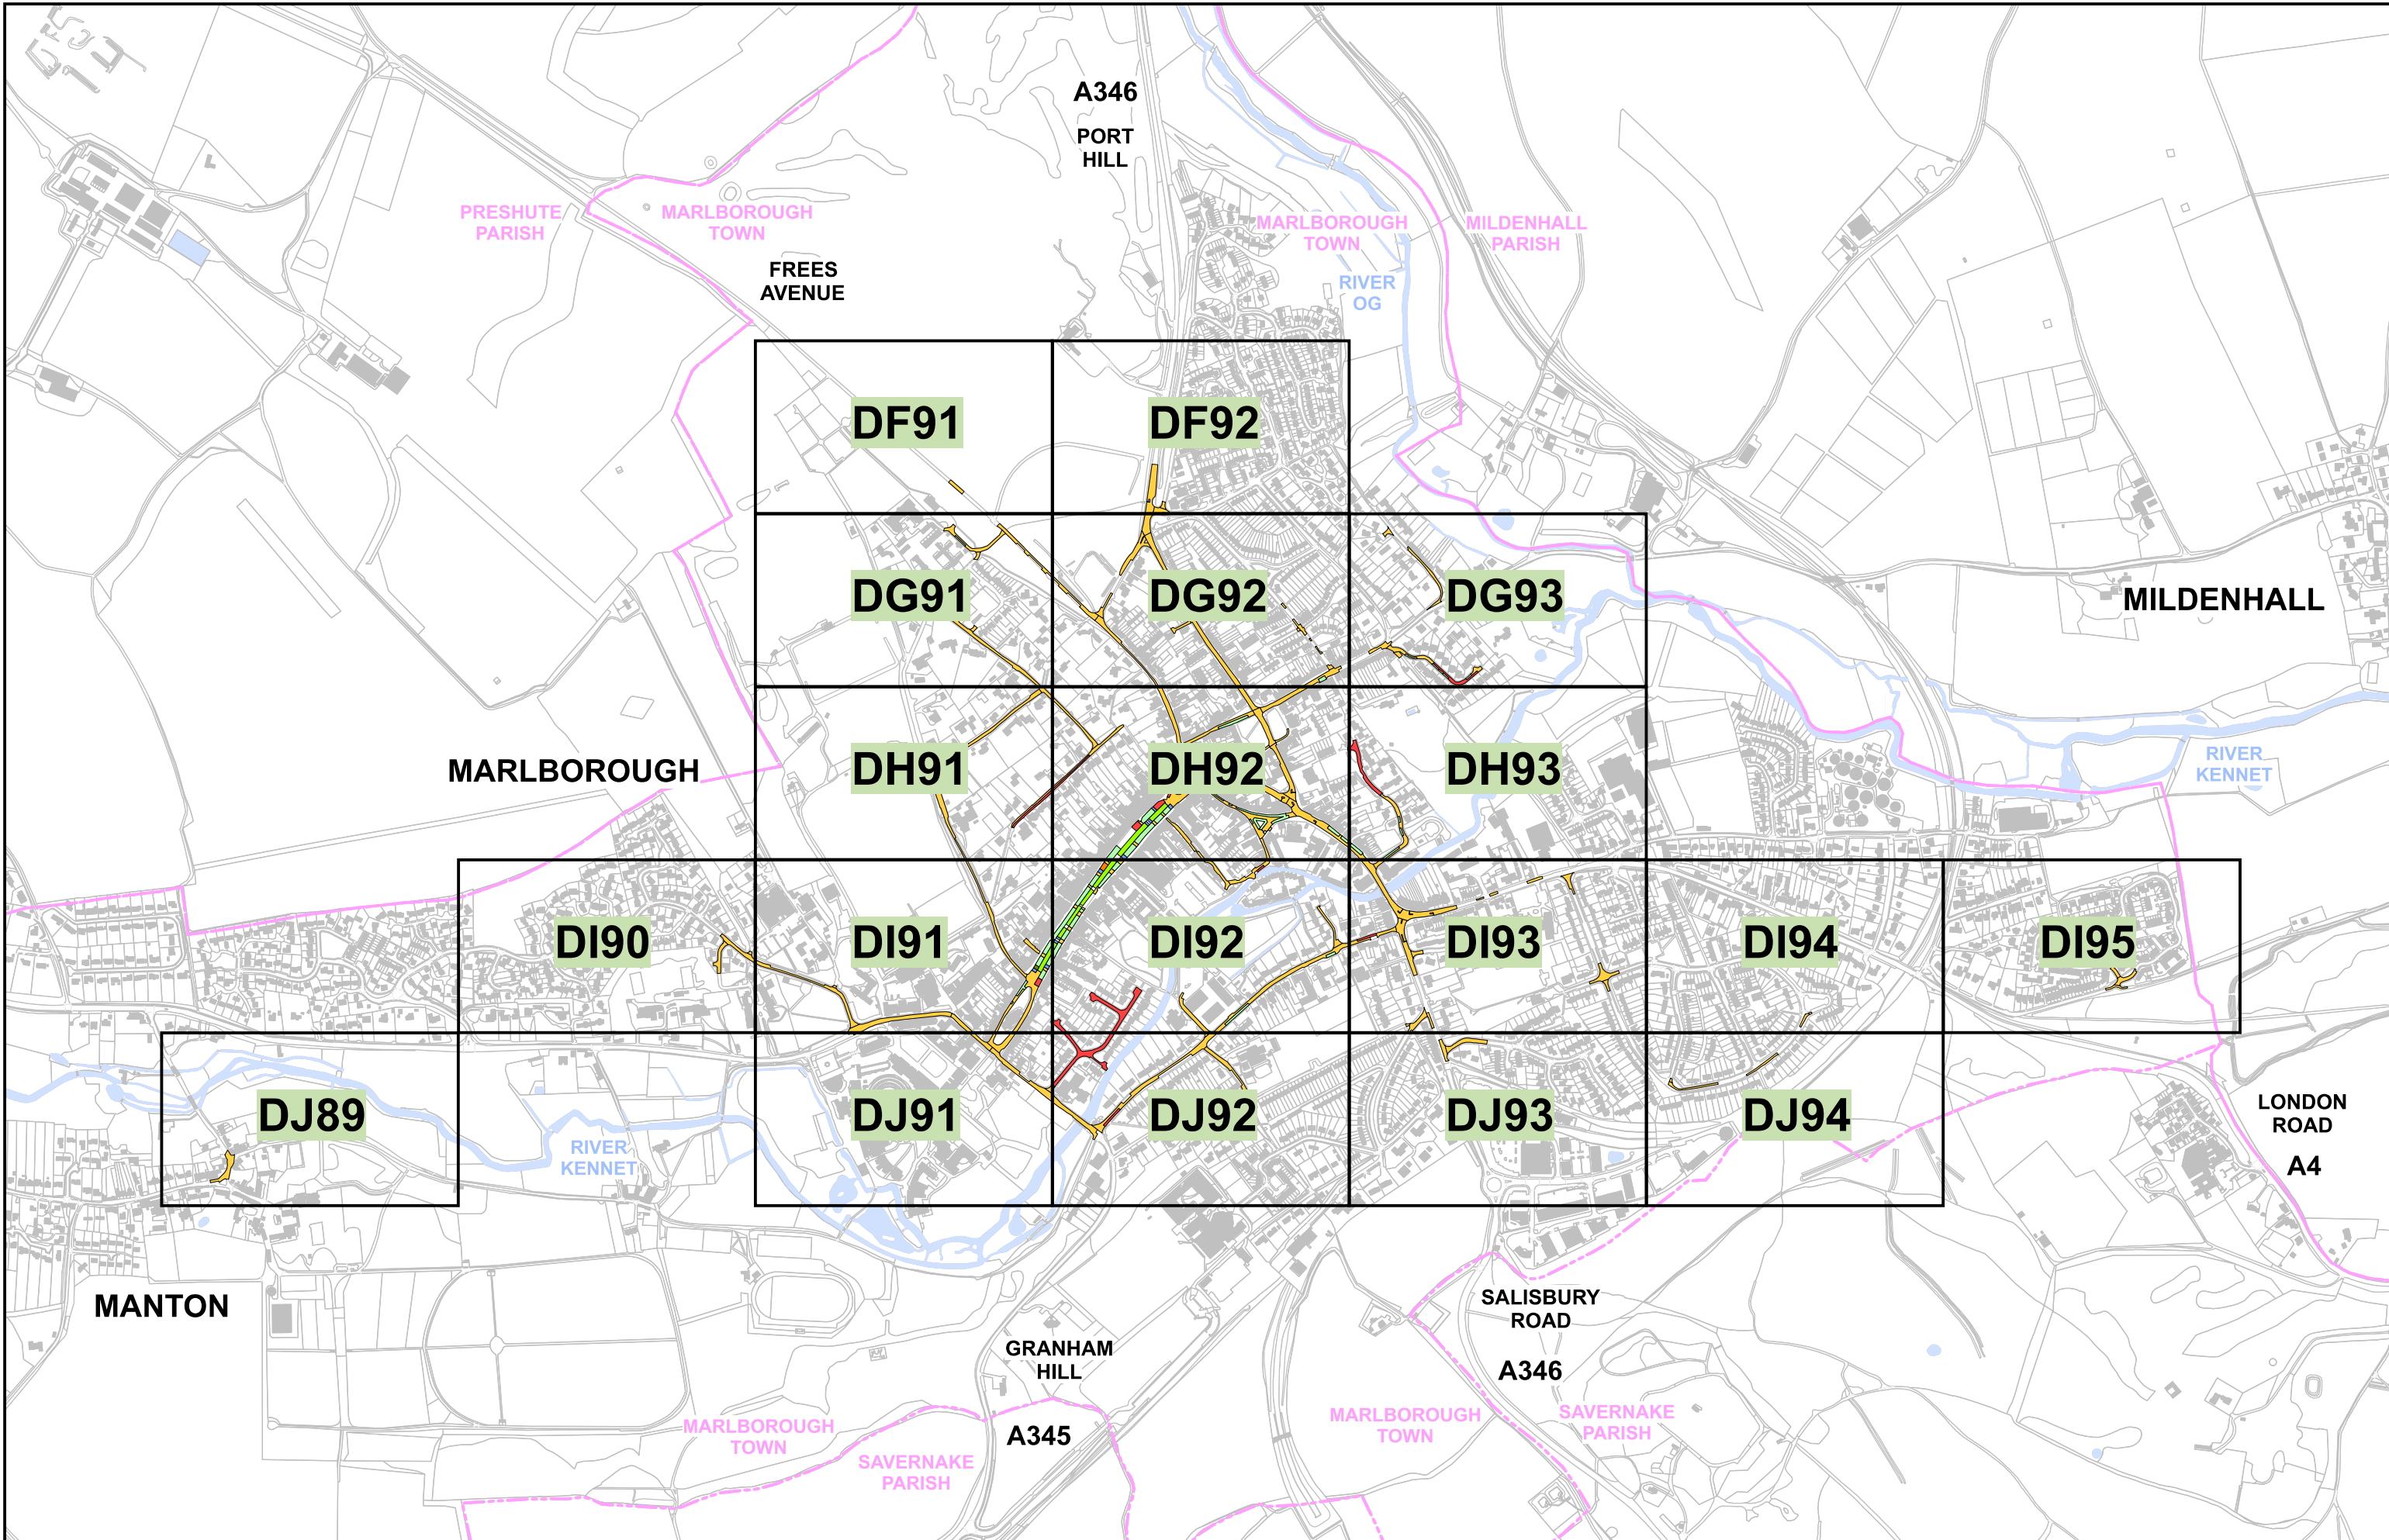 A346
PORT
HILL
PRESHUTE
PARISH
MARLBOROUGH
TOWN
MARLBOROUGH
TOWN
MILDENHALL
PARISH
FREES
AVENUE
RIVER
OG
DF91
DF92
DG91
DG92
DG93
MILDENHALL
MARLBOROUGH
DH91
DH92
DH93
RIVER
KENNET
DI90
DI91
DI92
DI93
DI94
DI95
DJ89
RIVER
KENNET
DJ91
DJ92
DJ93
DJ94
LONDON
ROAD
A4
MANTON
GRANHAM
HILL
A345
SALISBURY
ROAD
A346
MARLBOROUGH
TOWN
SAVERNAKE
PARISH
MARLBOROUGH
TOWN
SAVERNAKE
PARISH